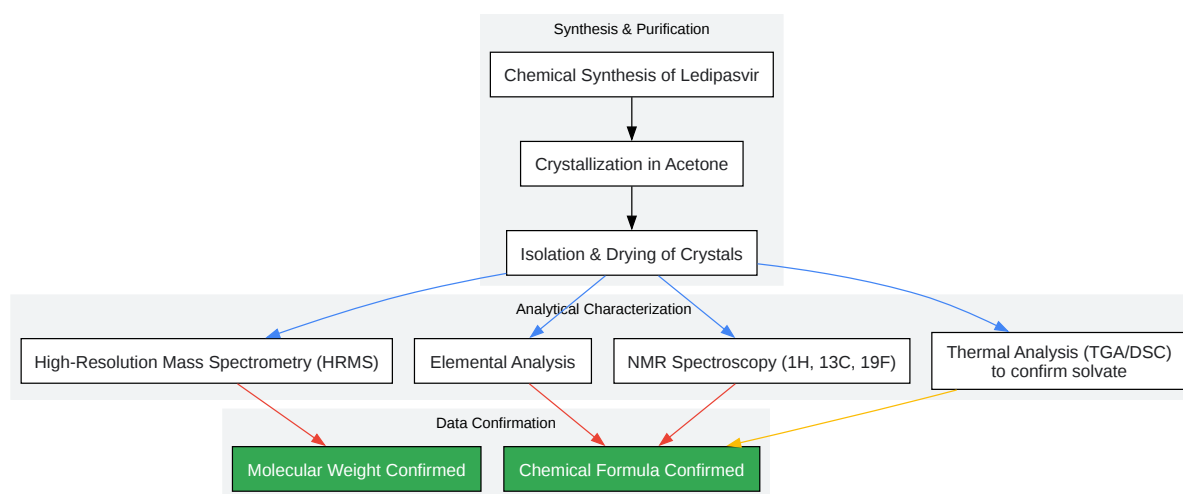 Synthesis & Purification
Chemical Synthesis of Ledipasvir
Crystallization in Acetone
Isolation & Drying of Crystals
Analytical Characterization
High-Resolution Mass Spectrometry (HRMS)
Elemental Analysis
NMR Spectroscopy (1H, 13C, 19F)
Thermal Analysis (TGA/DSC)
to confirm solvate
Data Confirmation
Molecular Weight Confirmed
Chemical Formula Confirmed